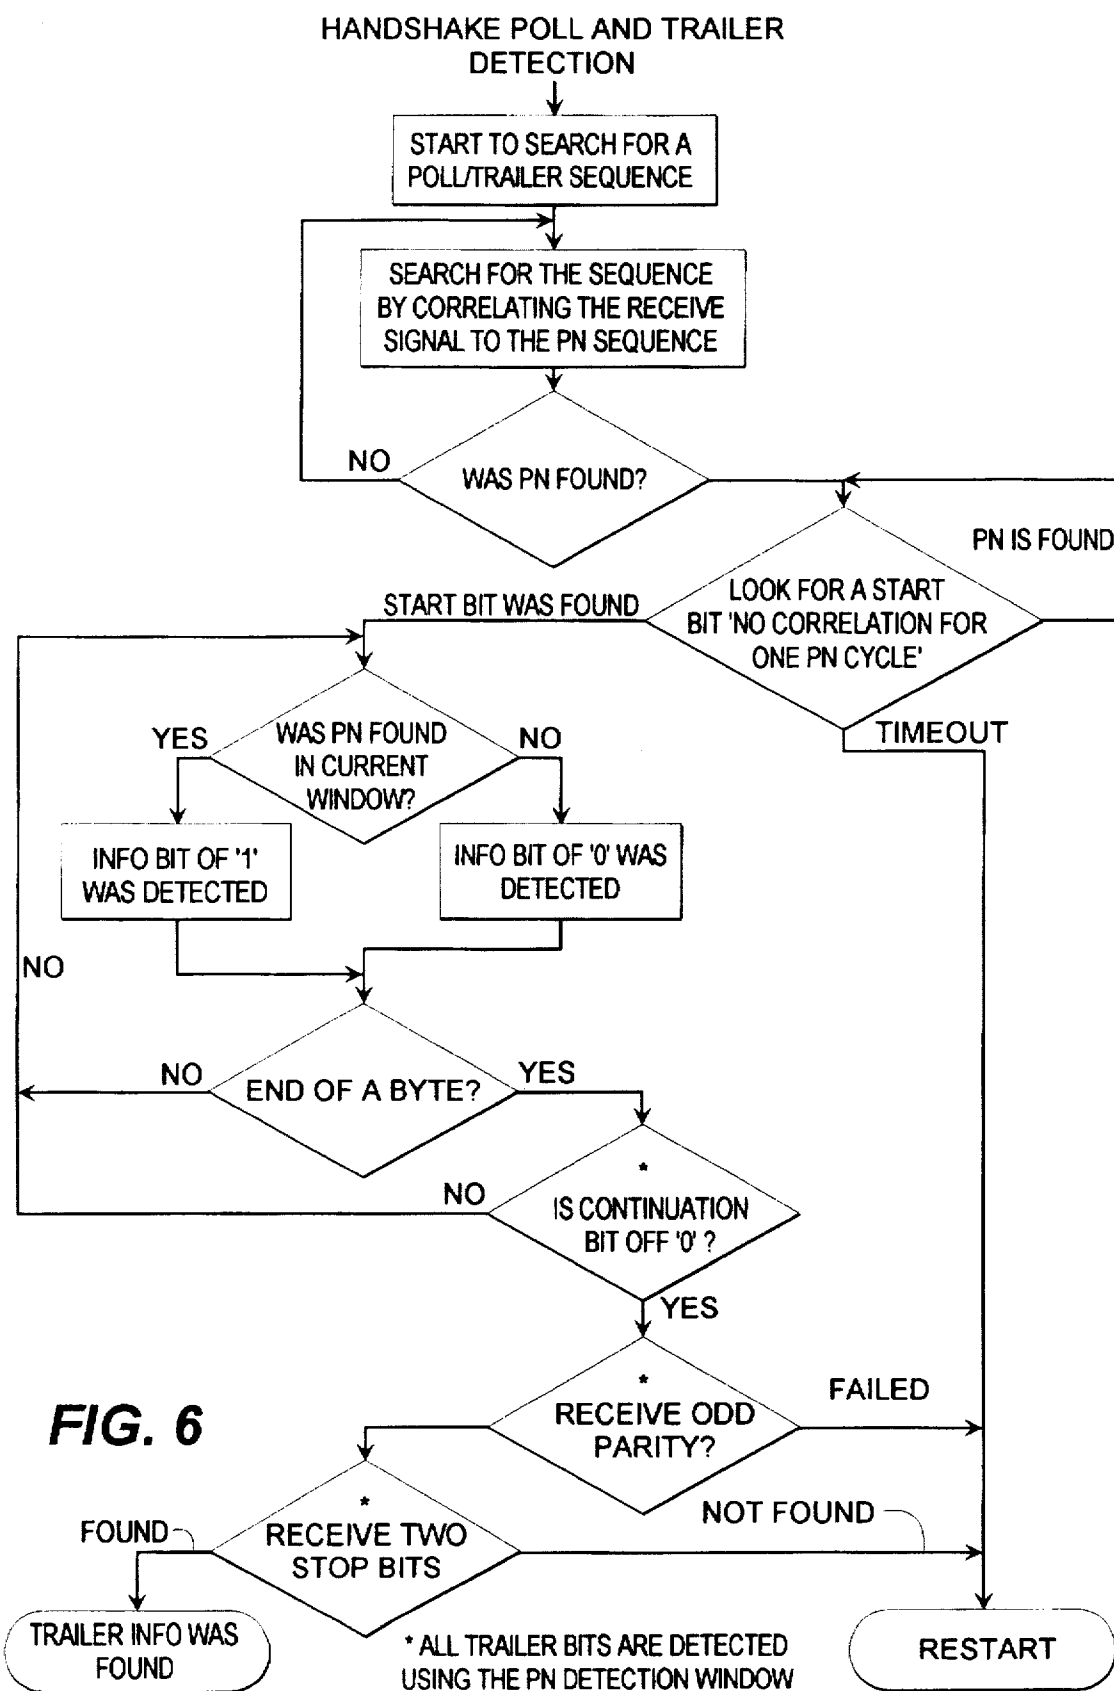 HANDSHAKE POLL AND TRAILER
DETECTION
START TO SEARCH FOR A
POLL/TRAILER SEQUENCE
SEARCH FOR THE SEQUENCE
BY CORRELATING THE RECEIVE
SIGNAL TO THE PN SEQUENCE
NO
WAS PN FOUND?
PN IS FOUND
LOOK FOR A START
BIT 'NO CORRELATION FOR
ONE PN CYCLE'
START BIT WAS FOUND
TIMEOUT
YES
WAS PN FOUND
IN CURRENT
WINDOW?
NO
INFO BIT OF '1'
WAS DETECTED
INFO BIT OF '0' WAS
DETECTED
NO
NO
END OF A BYTE?
YES
NO
*
IS CONTINUATION
BIT OFF '0' ?
YES
*
RECEIVE ODD
PARITY?
FAILED
FIG. 6
FOUND
*
RECEIVE TWO
STOP BITS
NOT FOUND
TRAILER INFO WAS
FOUND
* ALL TRAILER BITS ARE DETECTED
USING THE PN DETECTION WINDOW
RESTART